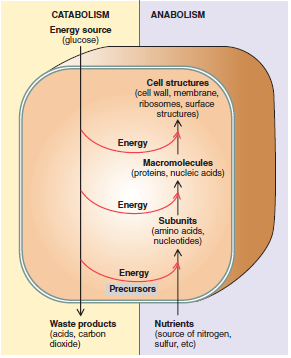 CATABOLISM
ANABOLISM
Energy source
(glucose)
Cell structures
(cell wall, membrane,
ribosomes, surface
structures)
Energy
Macromolecules
(proteins, nucleic acids)
Energy
Subunits
(amino acids,
nucleotides)
Energy
Precursors
Waste products
(acids, carbon
dioxide)
Nutrients
(source of nitrogen,
sulfur, etc)